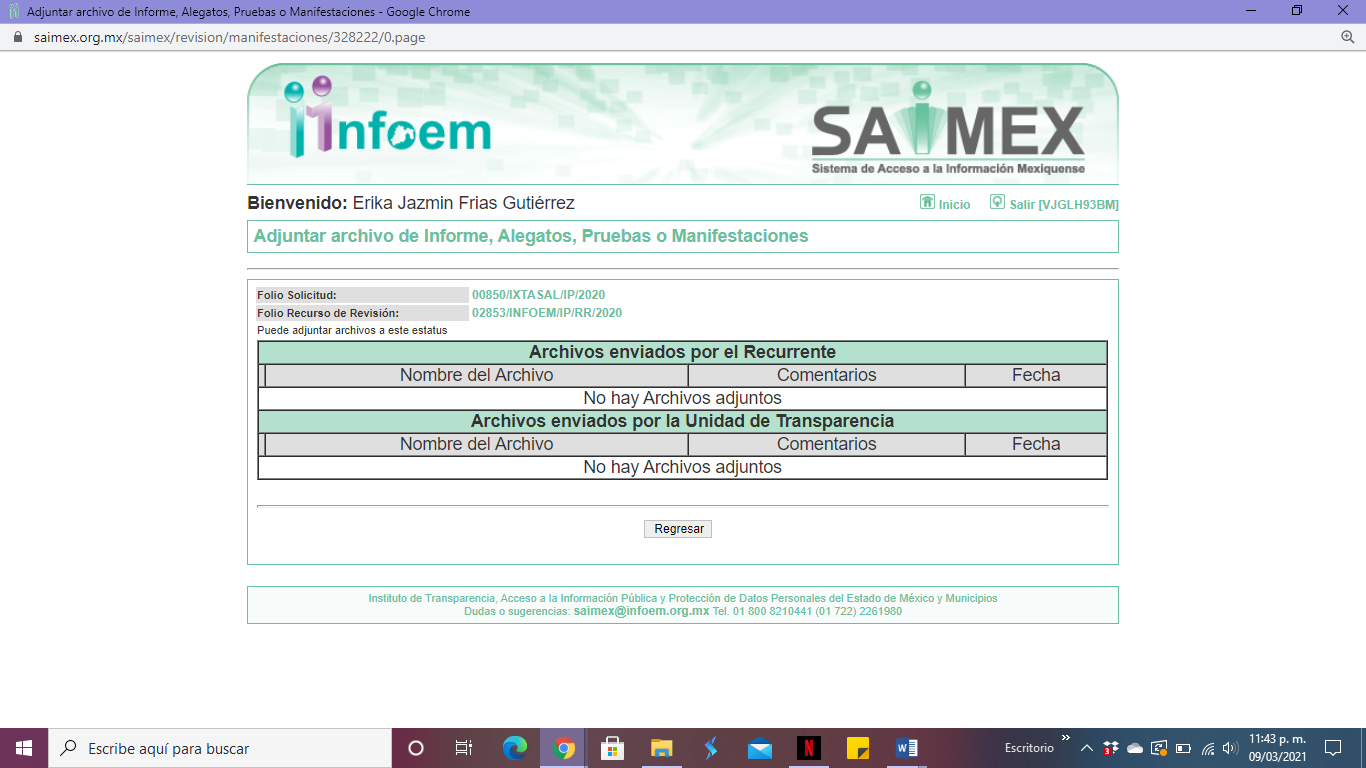 Adjuntar archivo de Informe, Alegatos, Pruebas o Manifestaciones - Google Chrome
saimex.org.mx/saimex/revision/manifestaciones/328222/0.page
infoem
SAIMEX
Sistema de Acceso a la Información Mexiquense
Bienvenido: Erika Jazmin Frias Gutiérrez
Inicio
Salir [VJGLH93BM]
Adjuntar archivo de Informe, Alegatos, Pruebas o Manifestaciones
Folio Solicitud: 00850/IXTASAL/IP/2020
Folio Recurso de Revisión: 02853/INFOEM/IP/RR/2020
Puede adjuntar archivos a este estatus
Archivos enviados por el Recurrente
Nombre del Archivo Comentarios Fecha
No hay Archivos adjuntos
Archivos enviados por la Unidad de Transparencia
Nombre del Archivo Comentarios Fecha
No hay Archivos adjuntos
Regresar
Instituto de Transparencia, Acceso a la Información Pública y Protección de Datos Personales del Estado de México y Municipios
Dudas o sugerencias: saimex@infoem.org.mx Tel. 01 800 8210441 (01 722) 2261980
Escribe aquí para buscar
Escritorio
11:43 p. m.
09/03/2021